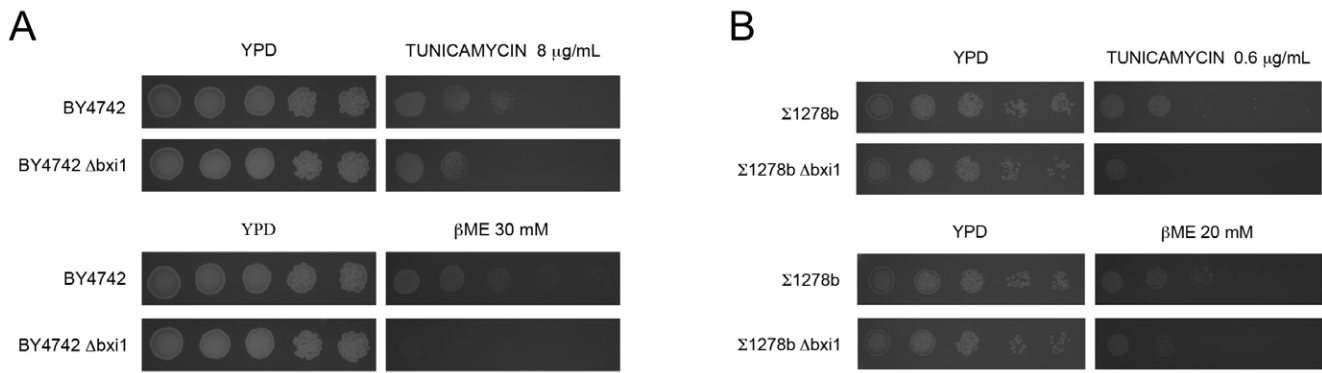 A
YPD TUNICAMYCIN 8 μg/mL
BY4742
BY4742 Δbxi1
YPD βME 30 mM
BY4742
BY4742 Δbxi1
B
YPD TUNICAMYCIN 0.6 μg/mL
Σ1278b
Σ1278b Δbxi1
YPD βME 20 mM
Σ1278b
Σ1278b Δbxi1